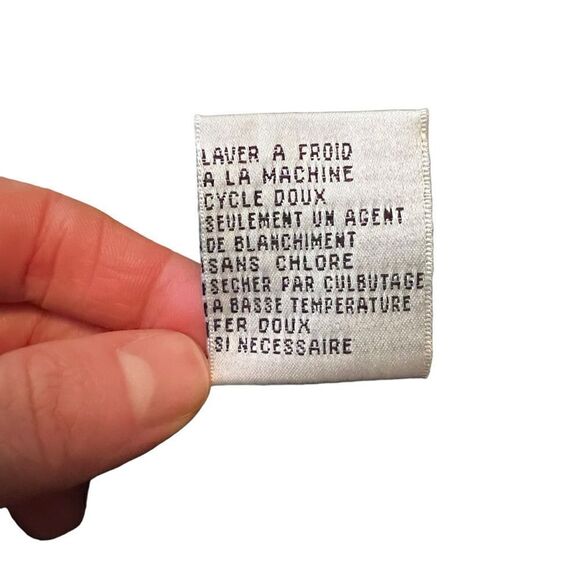 LAVER A FROID
A LA MACHINE
CYCLE DOUX
SEULEMENT UN AGENT
DE BLANCHIMENT
SANS CHLORE
SECHER PAR CULBUTAGE
A BASSE TEMPERATURE
FER DOUX
SI NECESSAIRE